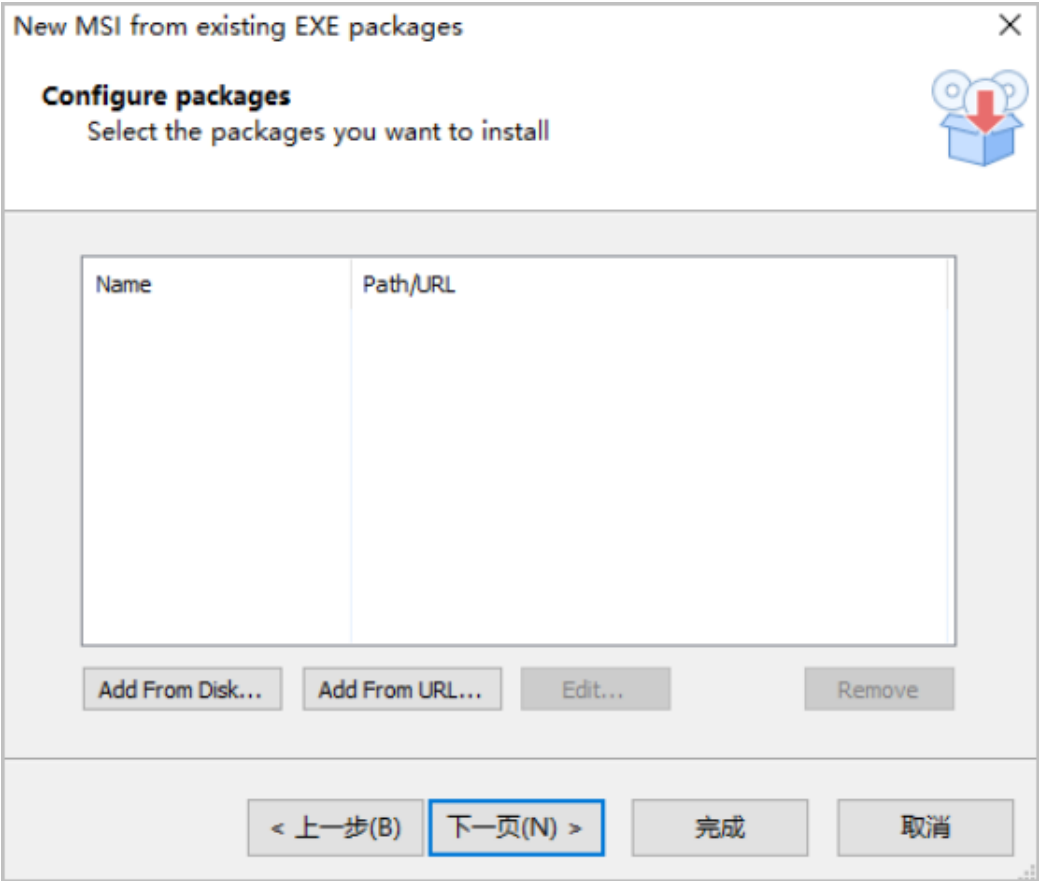 New MSI from existing EXE packages
Configure packages
Select the packages you want to install
Name Path/URL
Add From Disk... Add From URL... Edit... Remove
< 上一步(B) 下一页(N) > 完成 取消